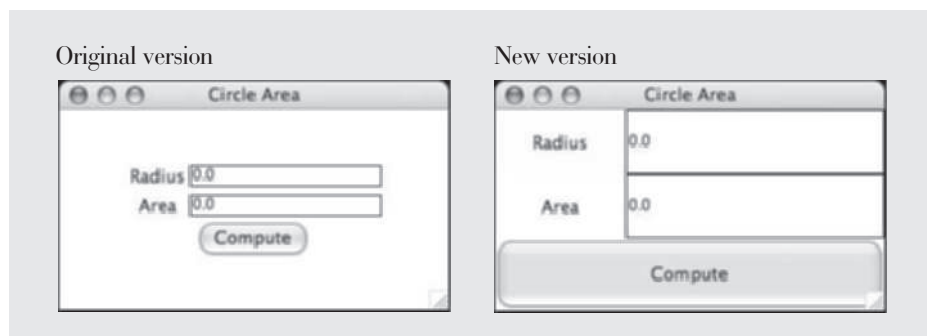 Original version
Circle Area
Radius 0.0
Area 0.0
Compute
New version
Circle Area
Radius 0.0
Area 0.0
Compute